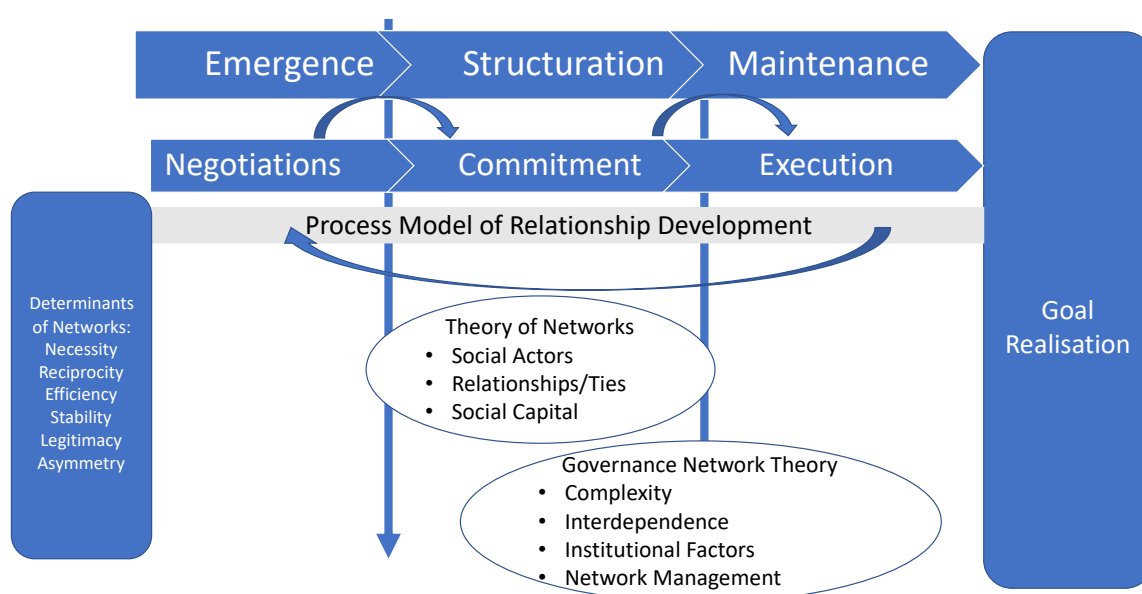 Emergence
Structuration
Maintenance
Negotiations
Commitment
Execution
Process Model of Relationship Development
Determinants
of Networks:
Necessity
Reciprocity
Efficiency
Stability
Legitimacy
Asymmetry
Theory of Networks
• Social Actors
• Relationships/Ties
• Social Capital
Governance Network Theory
• Complexity
• Interdependence
• Institutional Factors
• Network Management
Goal
Realisation